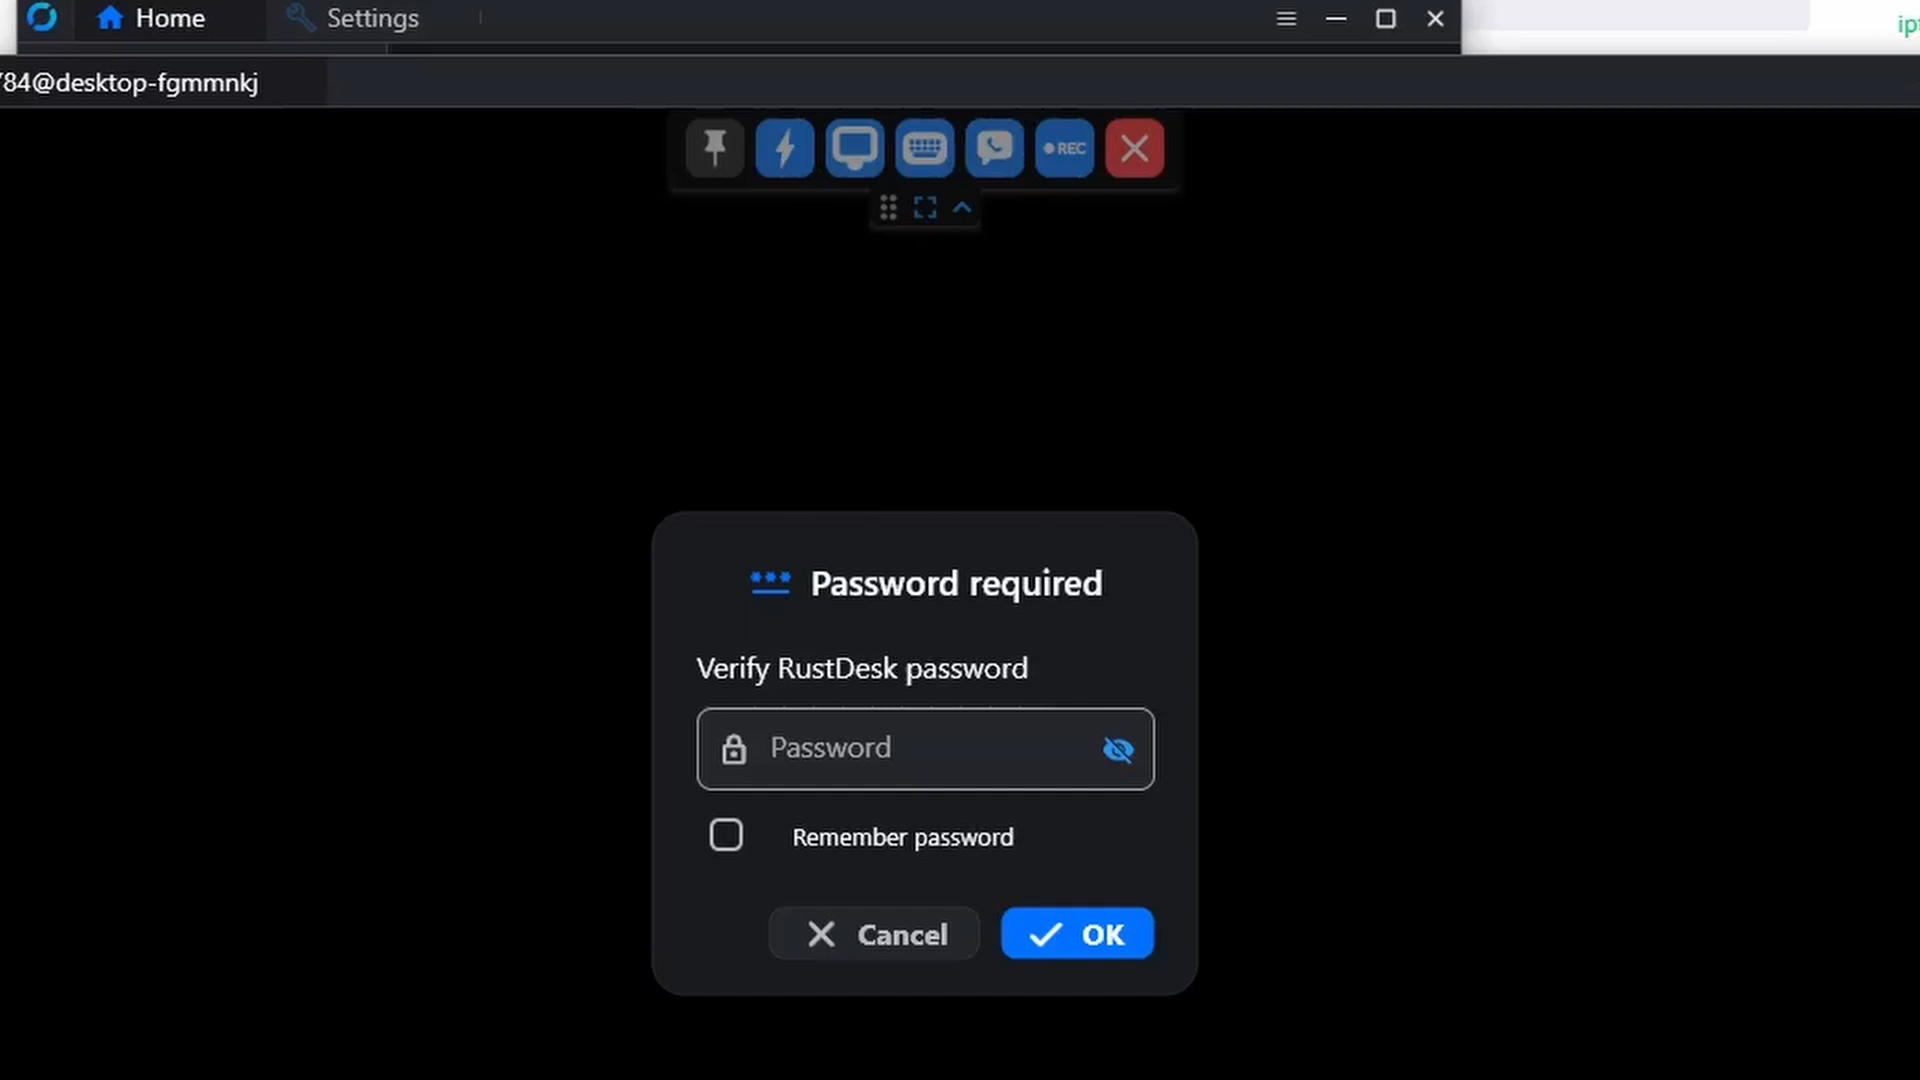 Home
Settings
784@desktop-fgmmnkj
REC
*** Password required
Verify RustDesk password
Password
Remember password
Cancel
OK